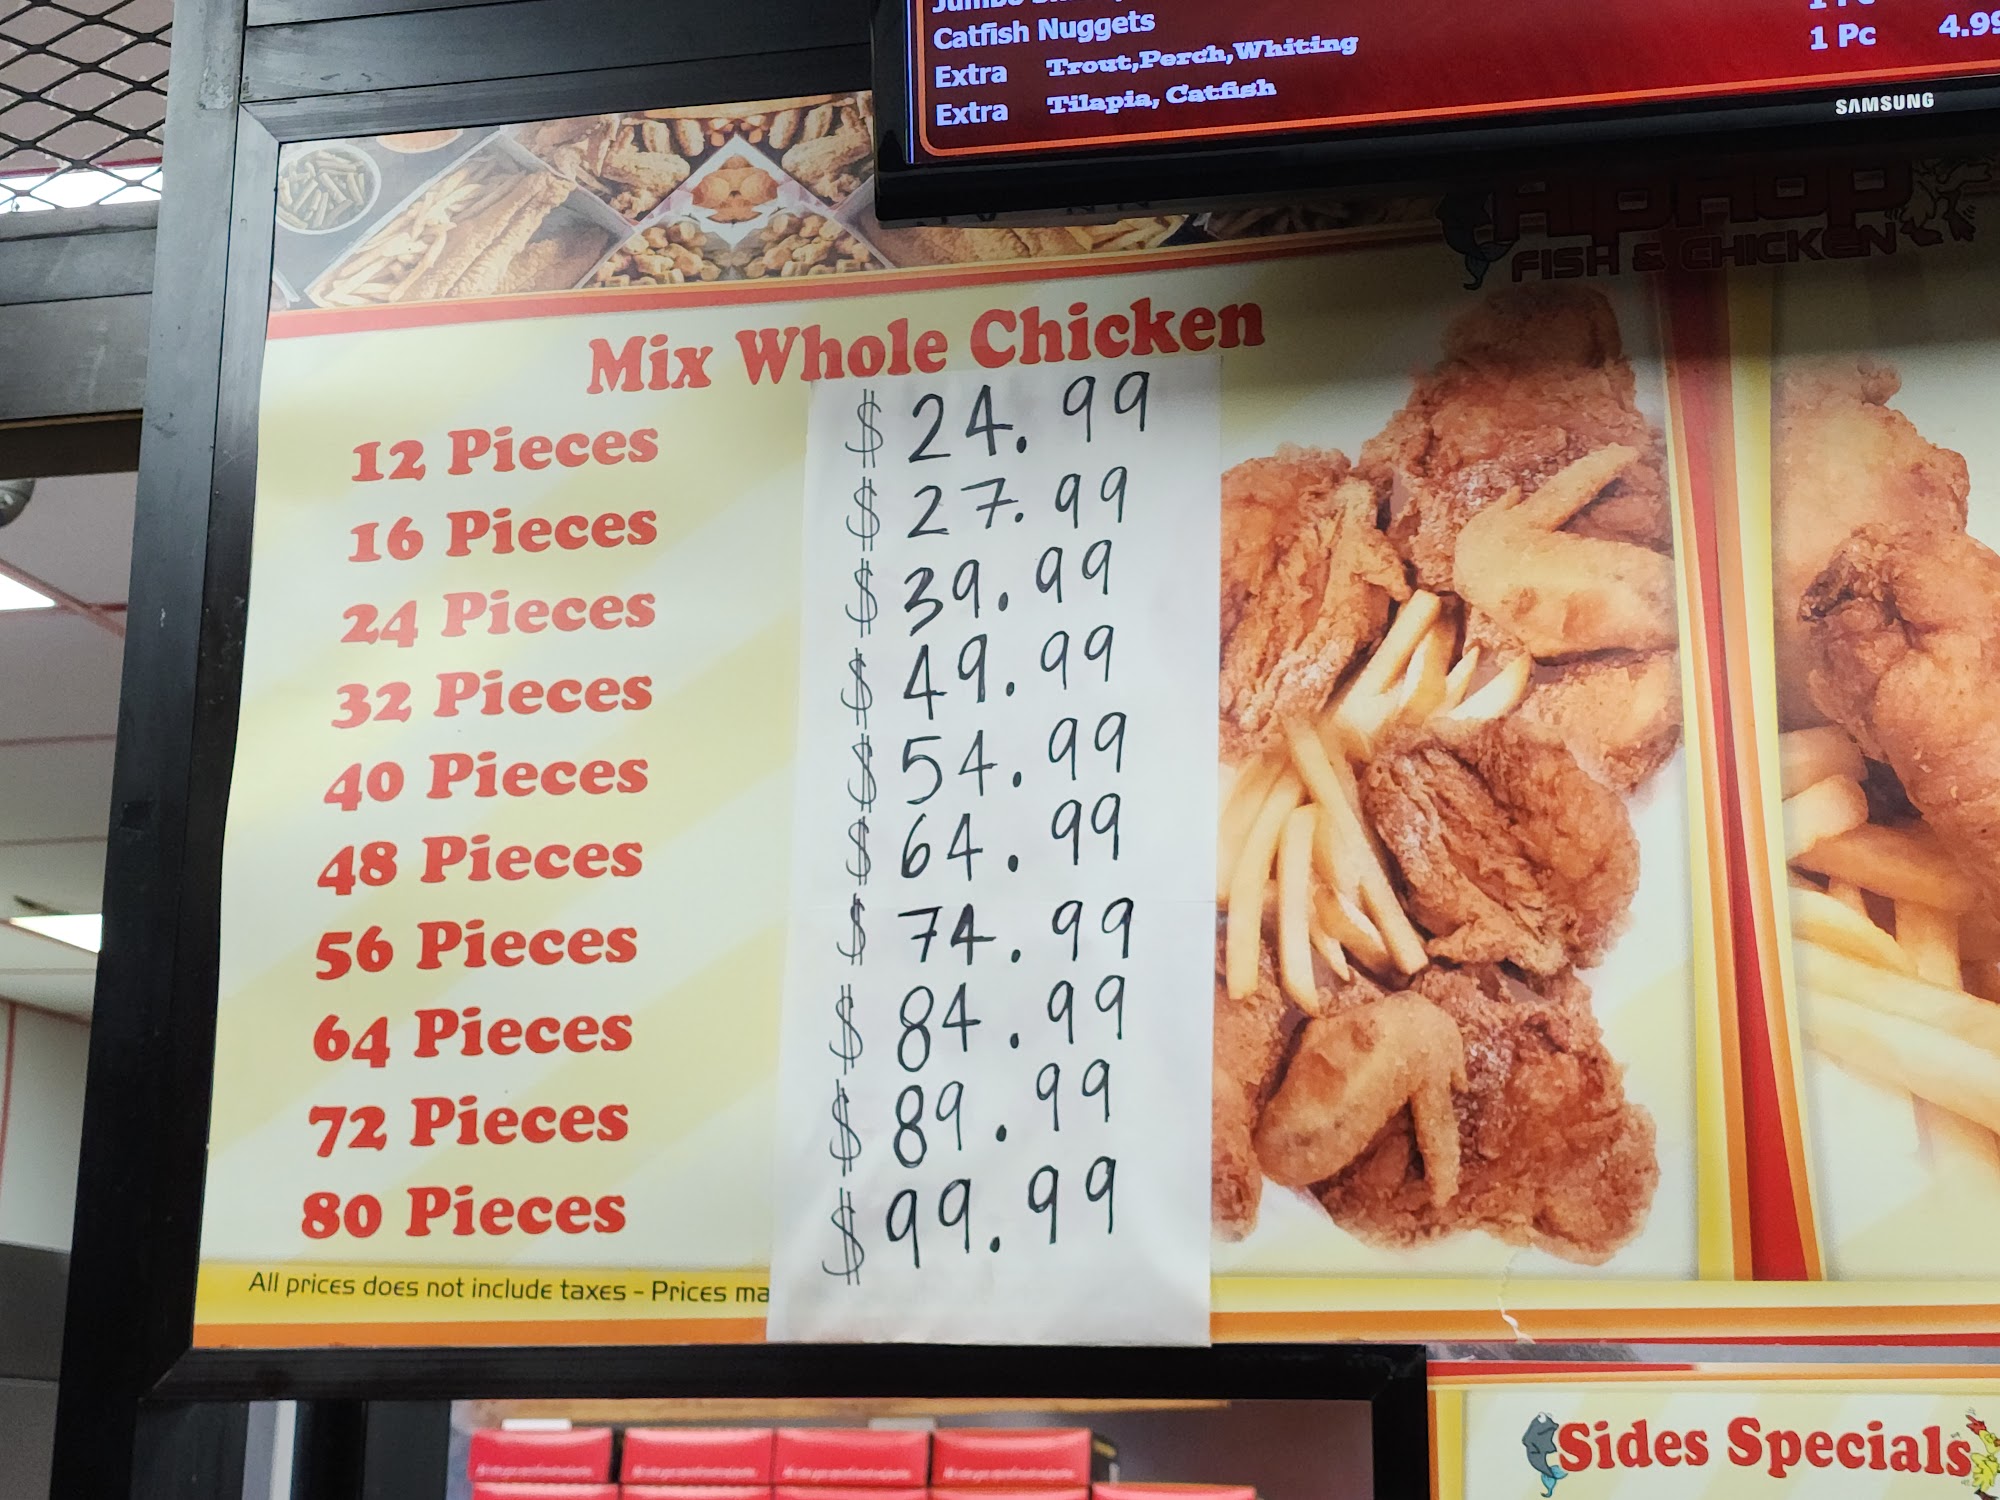 Catfish Nuggets
Extra Trout,Perch,Whiting 1 Pc 4.99
Extra Tilapia, Catfish
SAMSUNG
HipHop
FISH & CHICKEN
Mix Whole Chicken
12 Pieces $24.99
16 Pieces $27.99
24 Pieces $39.99
32 Pieces $49.99
40 Pieces $54.99
48 Pieces $64.99
56 Pieces $74.99
64 Pieces $84.99
72 Pieces $89.99
80 Pieces $99.99
All prices does not include taxes - Prices
Sides Specials